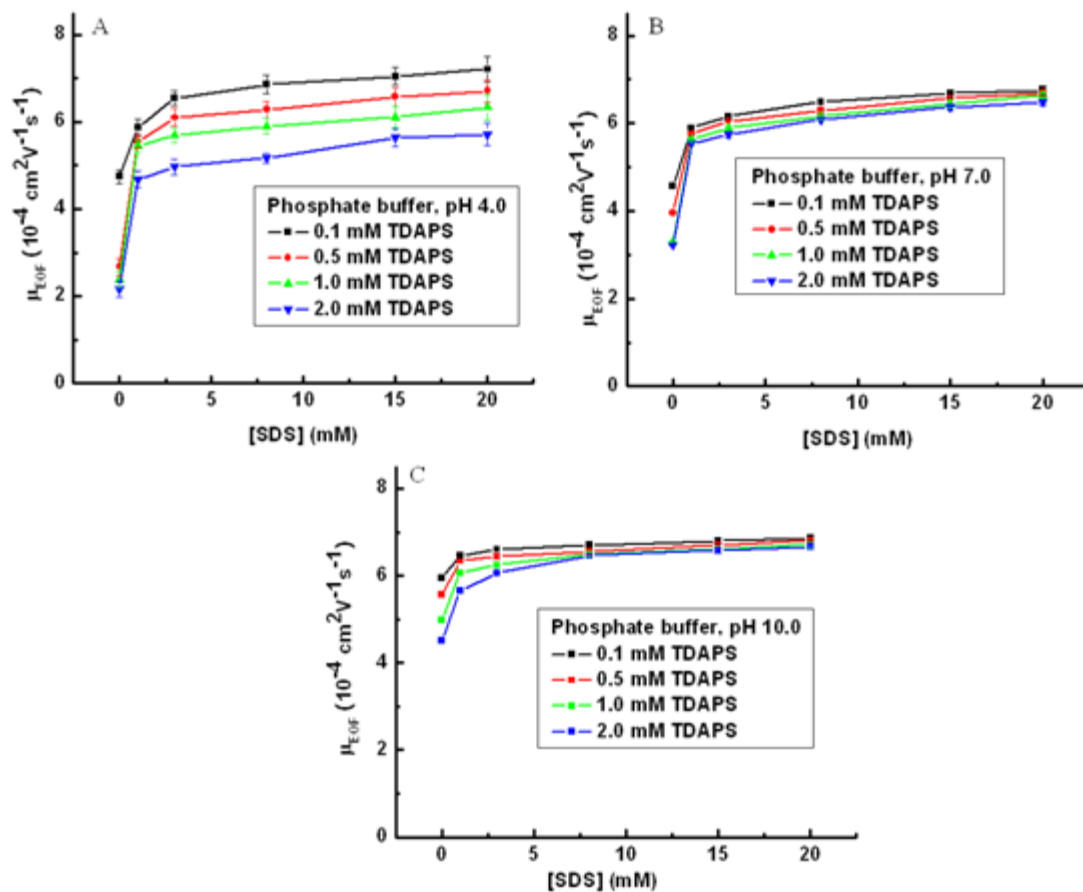 A
8
6
4
2
0
μEOF (10⁻⁴ cm²V⁻¹s⁻¹)
Phosphate buffer, pH 4.0
0.1 mM TDAPS
0.5 mM TDAPS
1.0 mM TDAPS
2.0 mM TDAPS
0 5 10 15 20
[SDS] (mM)
B
8
6
4
2
0
μEOF (10⁻⁴ cm²V⁻¹s⁻¹)
Phosphate buffer, pH 7.0
0.1 mM TDAPS
0.5 mM TDAPS
1.0 mM TDAPS
2.0 mM TDAPS
0 5 10 15 20
[SDS] (mM)
C
8
6
4
2
0
μEOF (10⁻⁴ cm²V⁻¹s⁻¹)
Phosphate buffer, pH 10.0
0.1 mM TDAPS
0.5 mM TDAPS
1.0 mM TDAPS
2.0 mM TDAPS
0 5 10 15 20
[SDS] (mM)